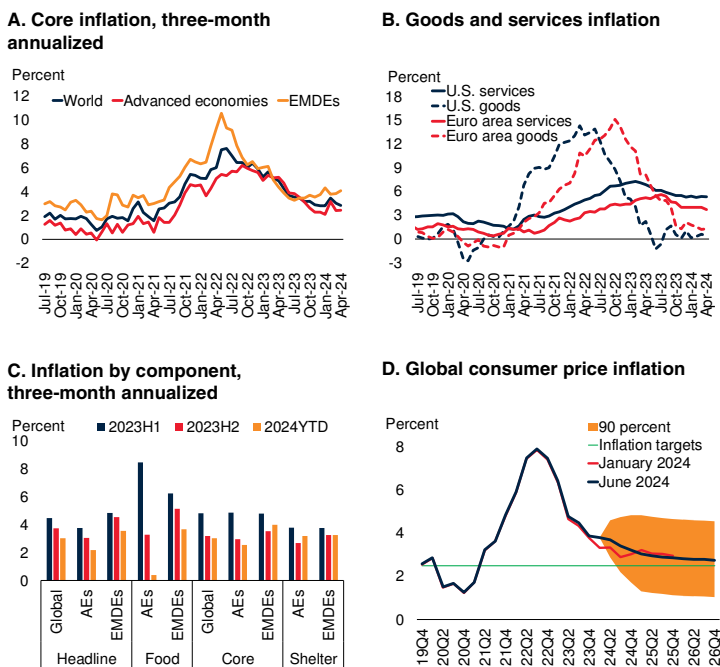 A. Core inflation, three-month
annualized
Percent
12
10
8
6
4
2
0
-2
World
Advanced economies
EMDEs
Jul-19
Oct-19
Jan-20
Apr-20
Jul-20
Oct-20
Jan-21
Apr-21
Jul-21
Oct-21
Jan-22
Apr-22
Jul-22
Oct-22
Jan-23
Apr-23
Jul-23
Oct-23
Jan-24
Apr-24
B. Goods and services inflation
Percent
18
15
12
9
6
3
0
-3
U.S. services
U.S. goods
Euro area services
Euro area goods
Jul-19
Oct-19
Jan-20
Apr-20
Jul-20
Oct-20
Jan-21
Apr-21
Jul-21
Oct-21
Jan-22
Apr-22
Jul-22
Oct-22
Jan-23
Apr-23
Jul-23
Oct-23
Jan-24
Apr-24
C. Inflation by component,
three-month annualized
Percent
2023H1
2023H2
2024YTD
10
8
6
4
2
0
Global
AEs
EMDEs
AEs
EMDEs
Global
AEs
EMDEs
AEs
EMDEs
Headline
Food
Core
Shelter
D. Global consumer price inflation
Percent
8
6
4
2
0
90 percent
Inflation targets
January 2024
June 2024
19Q4
20Q2
20Q4
21Q2
21Q4
22Q2
22Q4
23Q2
23Q4
24Q2
24Q4
25Q2
25Q4
26Q2
26Q4